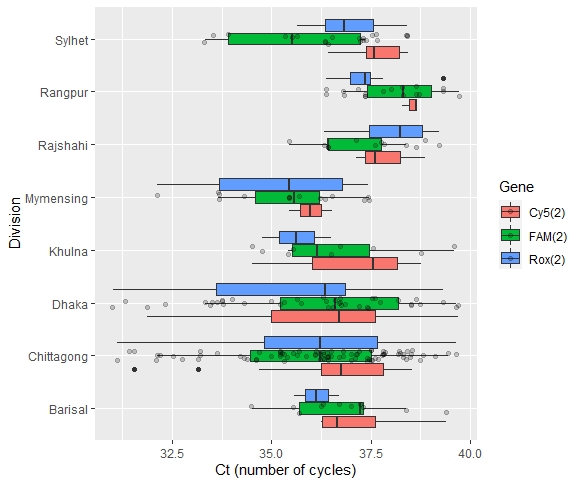 Sylhet
Rangpur
Rajshahi
Mymensing
Khulna
Dhaka
Chittagong
Barisal
Division
32.5
35.0
37.5
40.0
Ct (number of cycles)
Gene
Cy5(2)
FAM(2)
Rox(2)